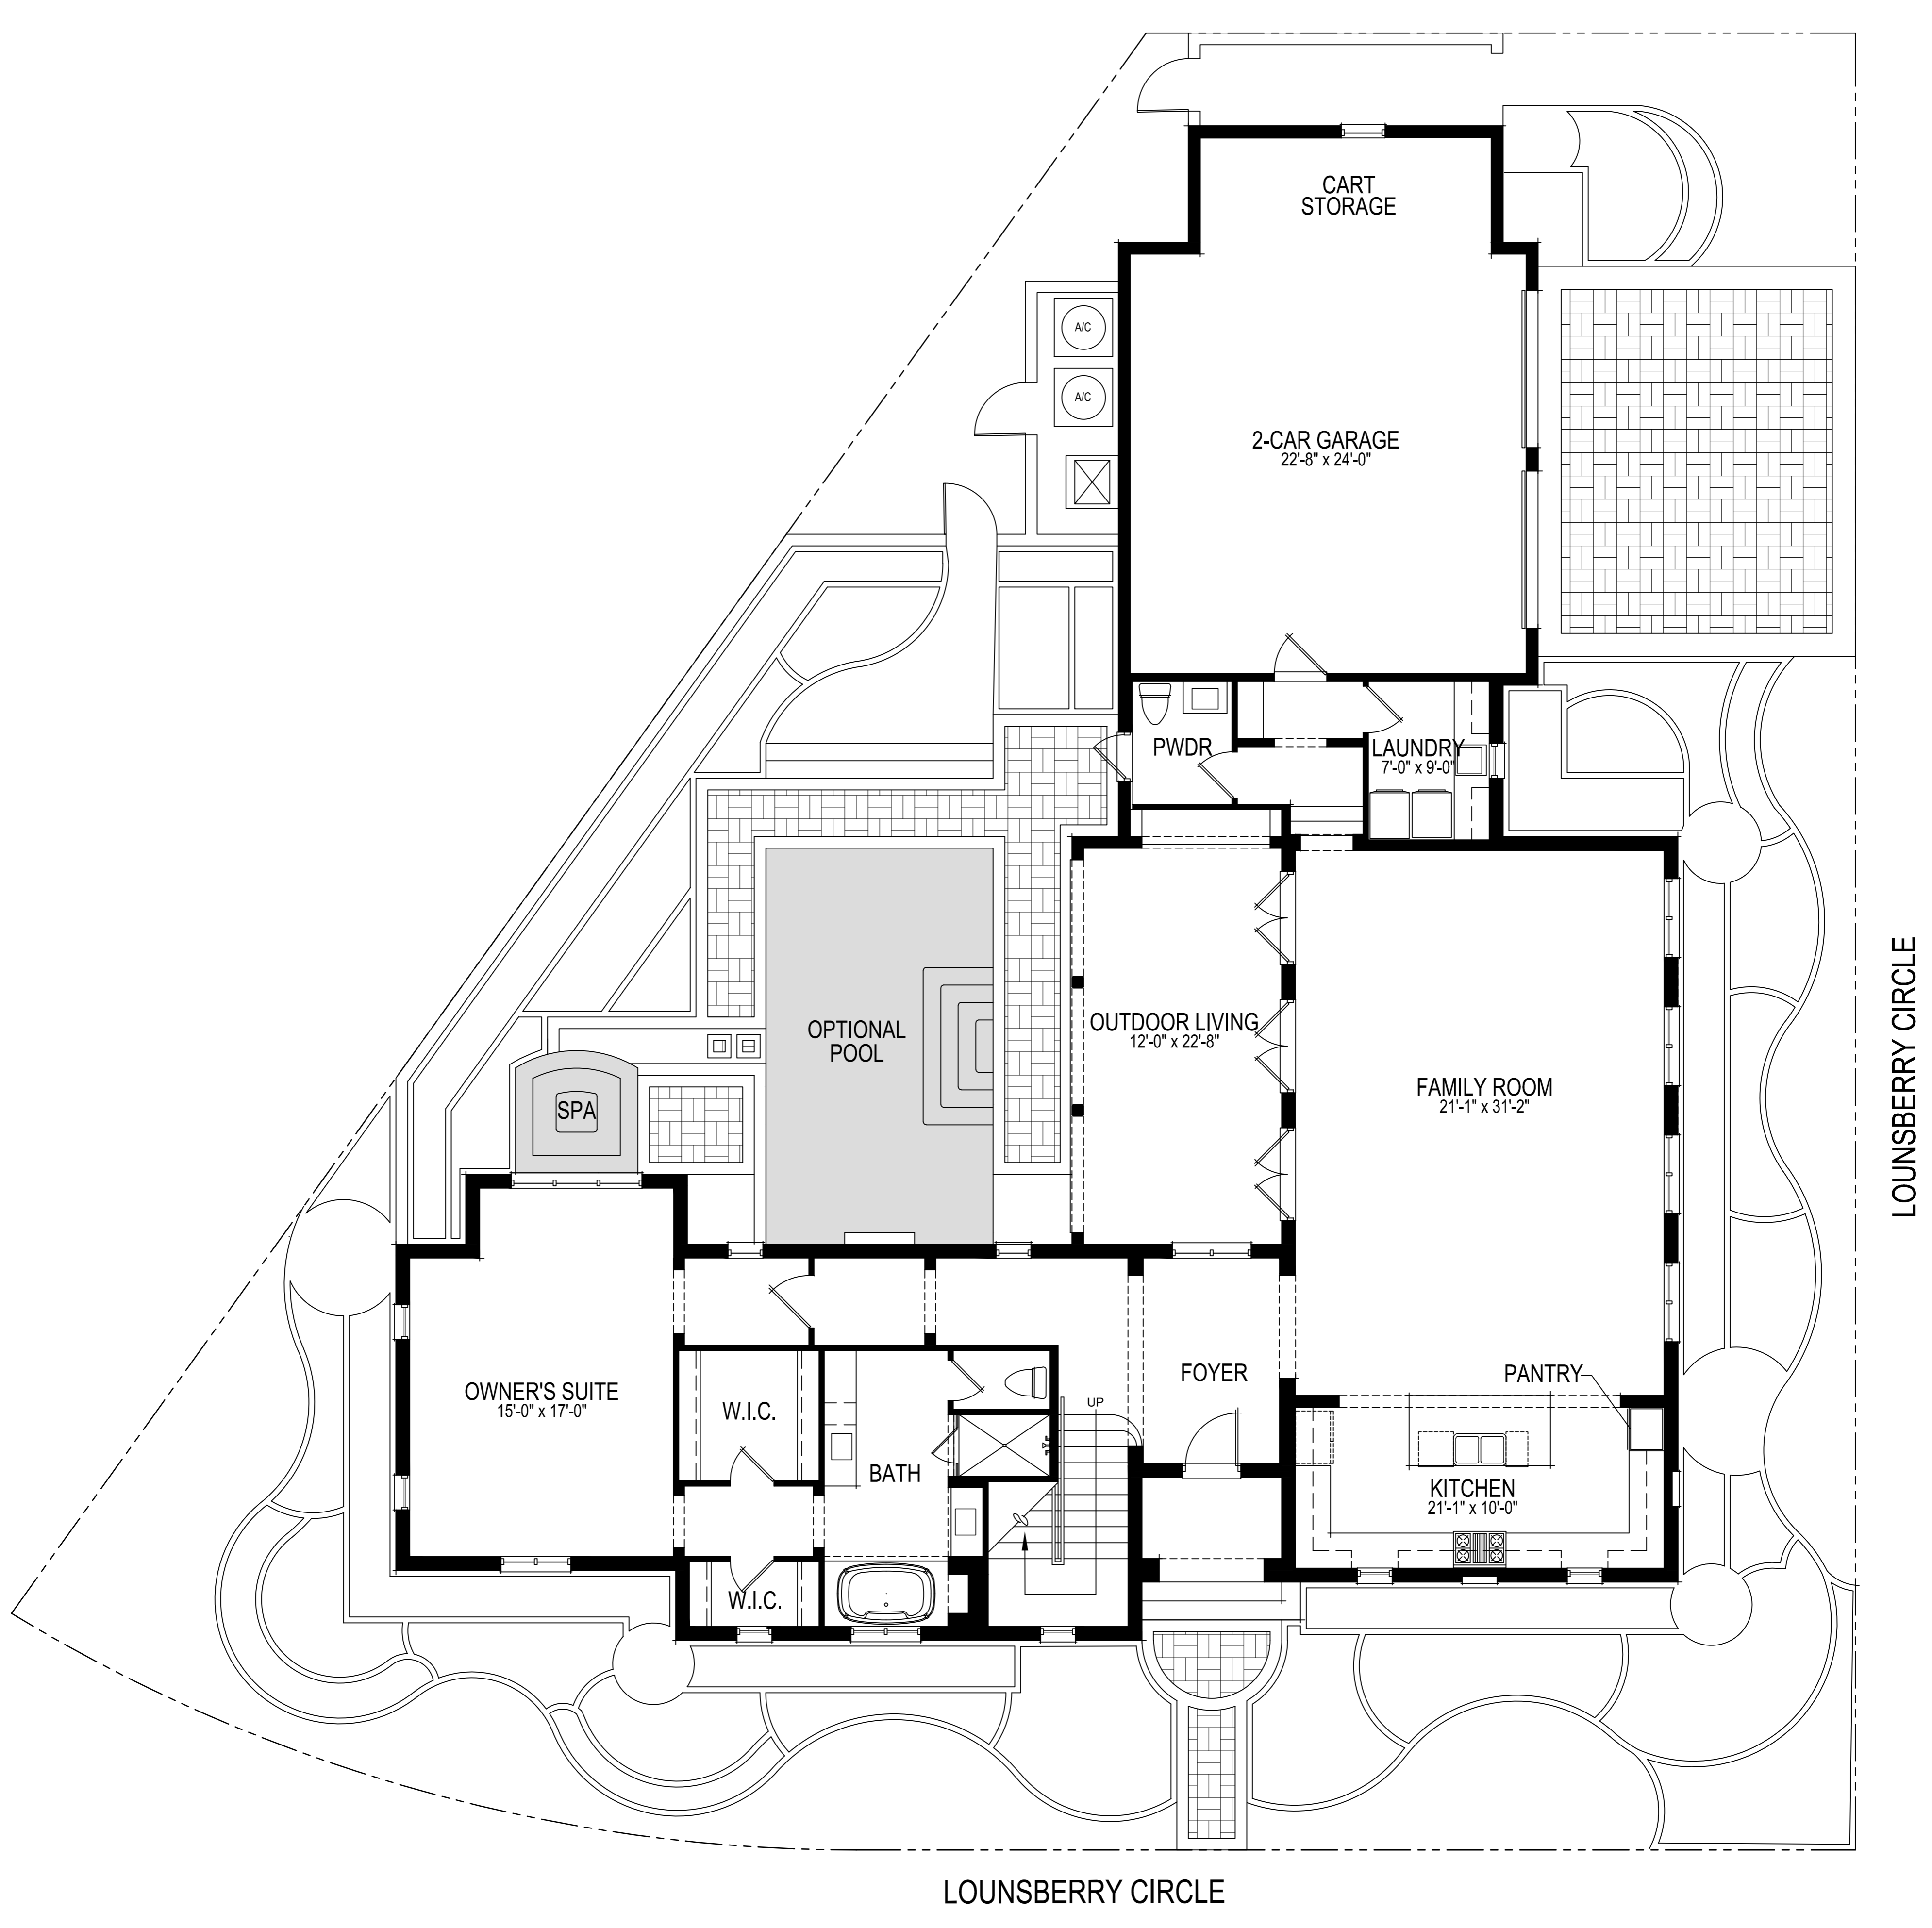 CART
STORAGE
A/C
A/C
2-CAR GARAGE
22'-8" x 24'-0"
PWDR
LAUNDRY
7'-0" x 9'-0"
OPTIONAL
POOL
OUTDOOR LIVING
12'-0" x 22'-8"
FAMILY ROOM
21'-1" x 31'-2"
LOUNSBERRY CIRCLE
SPA
OWNER'S SUITE
15'-0" x 17'-0"
W.I.C.
BATH
UP
FOYER
PANTRY
KITCHEN
21'-1" x 10'-0"
W.I.C.
LOUNSBERRY CIRCLE